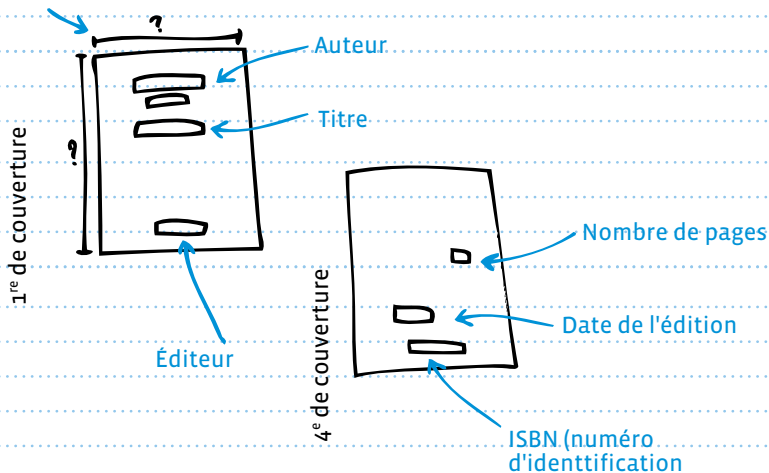 ?
Auteur
Titre
?
1re de couverture
Éditeur
Nombre de pages
Date de l'édition
4e de couverture
ISBN (numéro
d'identtification